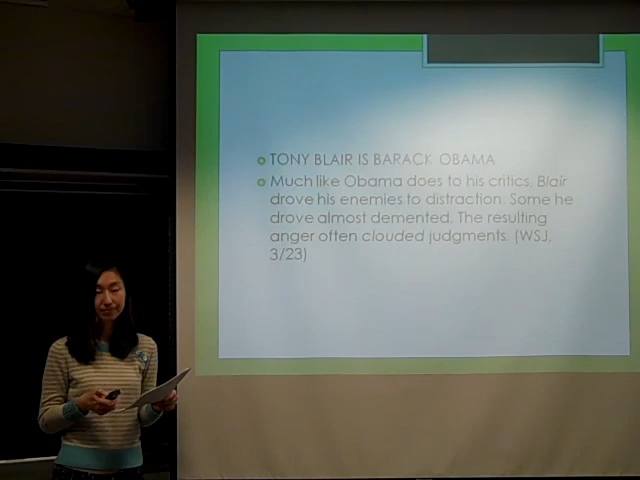 TONY BLAIR IS BARACK OBAMA
Much like Obama does to his critics, Blair
drove his enemies to distraction. Some he
drove almost demented. The resulting
anger often clouded judgments. (WSJ,
3/23)